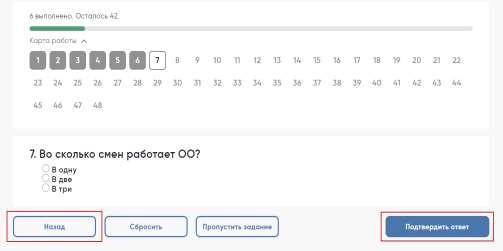 6 выполнено. Осталось 42.
Карта работы
1 2 3 4 5 6 7 8 9 10 11 12 13 14 15 16 17 18 19 20 21 22
23 24 25 26 27 28 29 30 31 32 33 34 35 36 37 38 39 40 41 42 43 44
45 46 47 48
7. Во сколько смен работает ОО?
В одну
В две
В три
Назад Сбросить Пропустить задание Подтвердить ответ